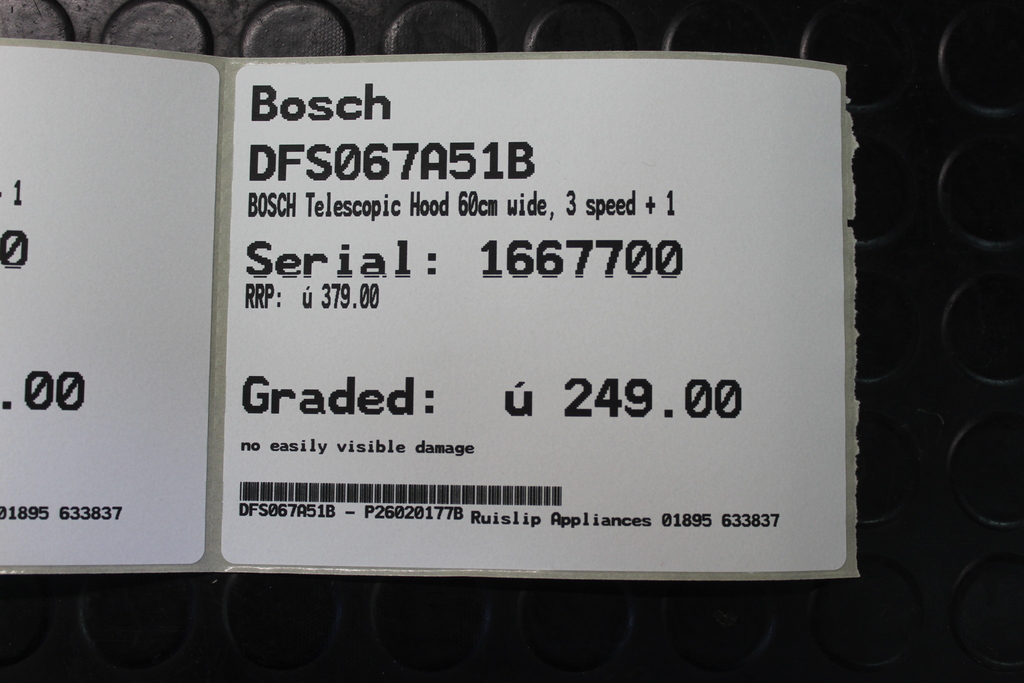 Bosch
DFS067A51B
BOSCH Telescopic Hood 60cm wide, 3 speed + 1
Serial: 1667700
RRP: ú 379.00
Graded: ú 249.00
no easily visible damage
DFS067A51B - P26020177B Ruislip Appliances 01895 633837
+ 1
0
.00
01895 633837